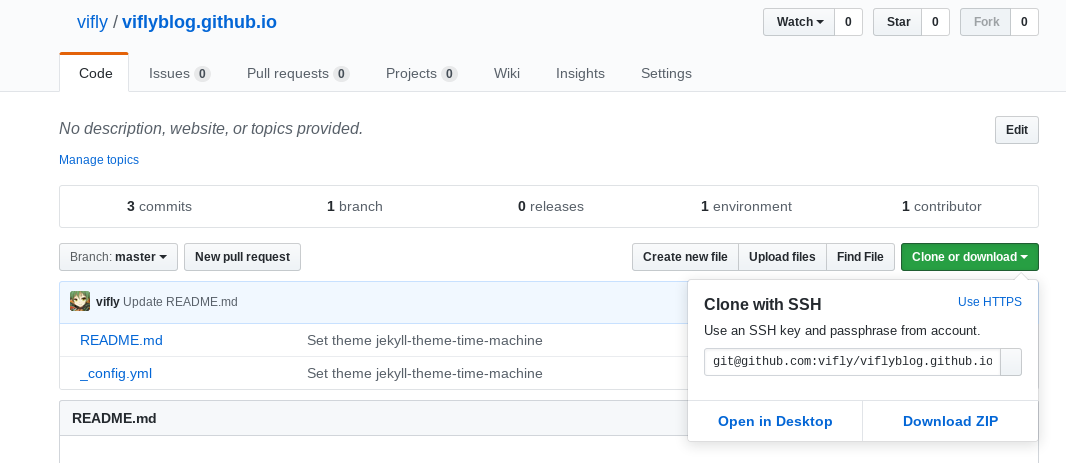 vifly / viflyblog.github.io
Watch 0 Star 0 Fork 0
Code Issues 0 Pull requests 0 Projects 0 Wiki Insights Settings
No description, website, or topics provided.
Edit
Manage topics
3 commits 1 branch 0 releases 1 environment 1 contributor
Branch: master New pull request Create new file Upload files Find File Clone or download
vifly Update README.md
README.md Set theme jekyll-theme-time-machine
_config.yml Set theme jekyll-theme-time-machine
README.md
Clone with SSH Use HTTPS
Use an SSH key and passphrase from account.
git@github.com:vifly/viflyblog.github.io
Open in Desktop Download ZIP